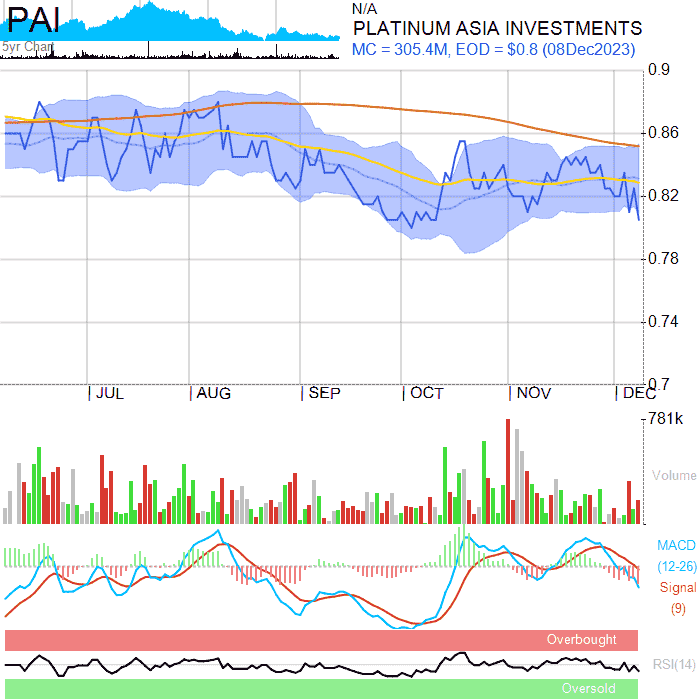 PAI
5yr Chart
N/A
PLATINUM ASIA INVESTMENTS
MC = 305.4M, EOD = $0.8 (08Dec2023)
0.9
0.86
0.82
0.78
0.74
0.7
JUL AUG SEP OCT NOV DEC
781k
Volume
MACD
(12-26)
Signal
(9)
Overbought
RSI(14)
Oversold